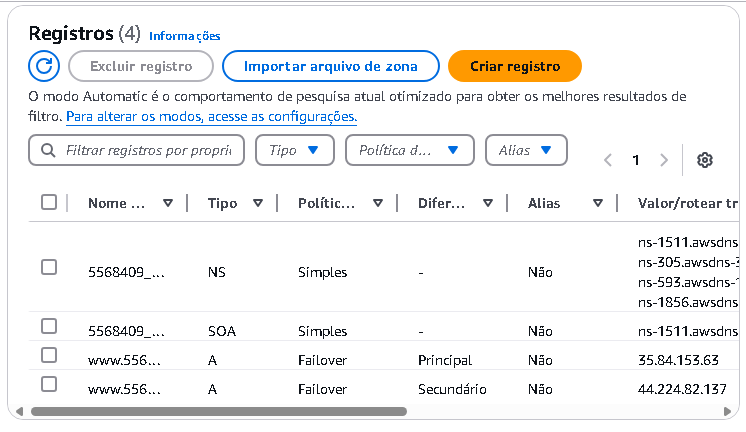 Registros (4) Informações
Excluir registro Importar arquivo de zona Criar registro
O modo Automatic é o comportamento de pesquisa atual otimizado para obter os melhores resultados de
filtro. Para alterar os modos, acesse as configurações.
Filtrar registros por proprie Tipo Política d... Alias 1
Nome ... Tipo Polític... Difer... Alias Valor/rotear tr
ns-1511.awsdns
ns-305.awsdns-3
5568409_... NS Simples - Não
ns-593.awsdns-1
ns-1856.awsdns
5568409_... SOA Simples - Não ns-1511.awsdns
www.556... A Failover Principal Não 35.84.153.63
www.556... A Failover Secundário Não 44.224.82.137